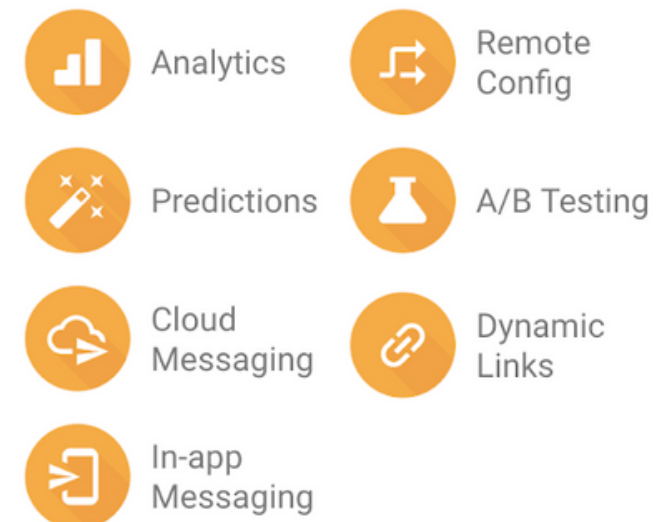 Analytics
Remote
Config
Predictions
A/B Testing
Cloud
Messaging
Dynamic
Links
In-app
Messaging